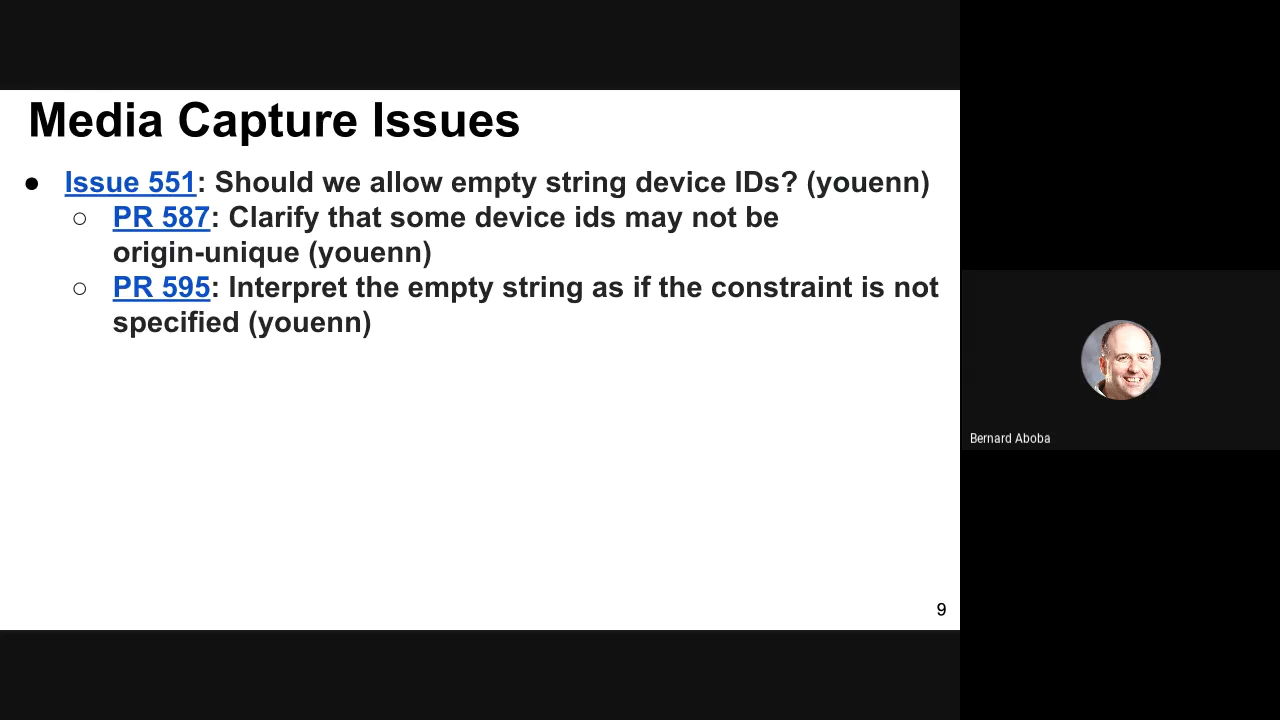 Media Capture Issues
● Issue 551: Should we allow empty string device IDs? (youenn)
○ PR 587: Clarify that some device ids may not be
origin-unique (youenn)
○ PR 595: Interpret the empty string as if the constraint is not
specified (youenn)
9
Bernard Aboba